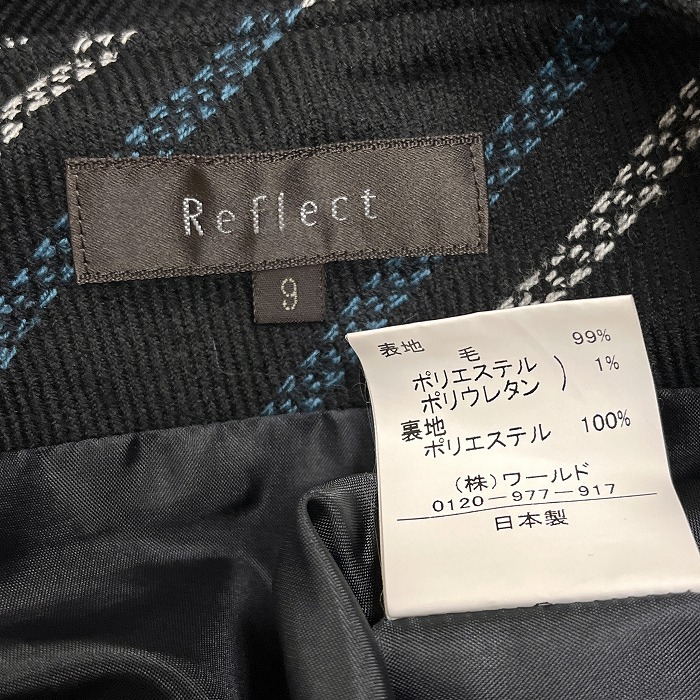 Reflect
9
表地 毛 99%
ポリエステル
ポリウレタン ) 1%
裏地
ポリエステル 100%
(株)ワールド
0120-977-917
日本製